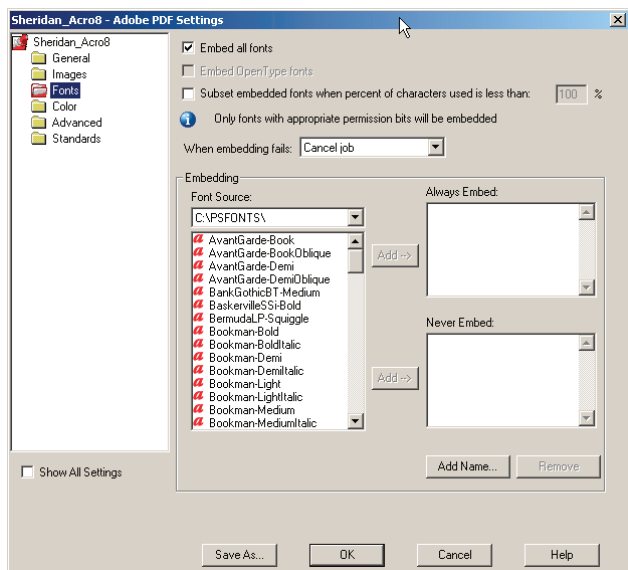 Sheridan_Acro8 - Adobe PDF Settings
Sheridan_Acro8
General
Images
Fonts
Color
Advanced
Standards
Show All Settings
Embed all fonts
Embed OpenType fonts
Subset embedded fonts when percent of characters used is less than: 100 %
Only fonts with appropriate permission bits will be embedded
When embedding fails: Cancel job
Embedding
Font Source:
C:\PSFONTS\
AvantGarde-Book
AvantGarde-BookOblique
AvantGarde-Demi
AvantGarde-DemiOblique
BankGothicBT-Medium
BaskervilleSSi-Bold
BermudaLP-Squiggle
Bookman-Bold
Bookman-BoldItalic
Bookman-Demi
Bookman-DemiItalic
Bookman-Light
Bookman-LightItalic
Bookman-Medium
Bookman-MediumItalic
Add -->
Add -->
Always Embed:
Never Embed:
Add Name... Remove
Save As... OK Cancel Help